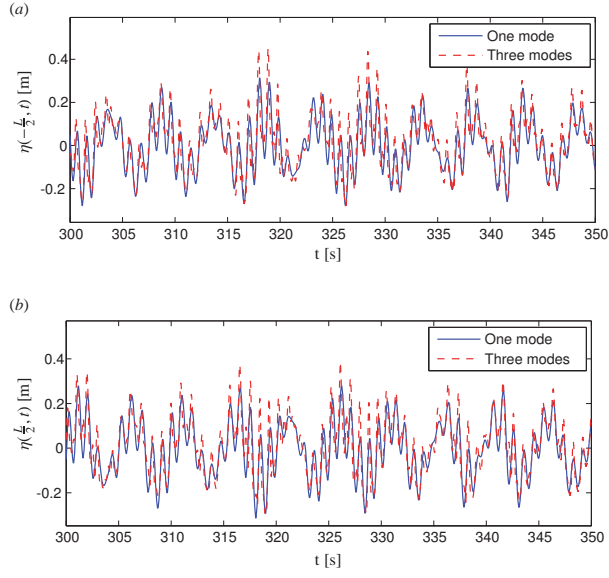 (a)
One mode
Three modes
0.4
0.2
0
-0.2
η(-L/2, t) [m]
300 305 310 315 320 325 330 335 340 345 350
t [s]
(b)
One mode
Three modes
0.4
0.2
0
-0.2
η(L/2, t) [m]
300 305 310 315 320 325 330 335 340 345 350
t [s]